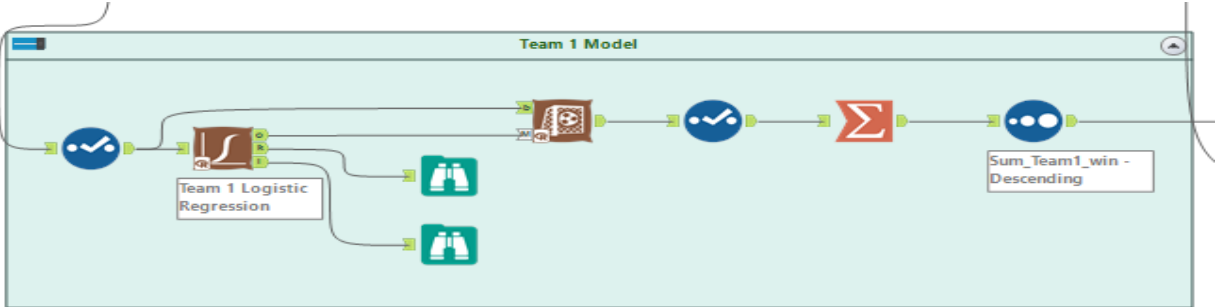 Team 1 Model
O
R
I
D
M
R
R
Team 1 Logistic
Regression
Sum_Team1_win -
Descending